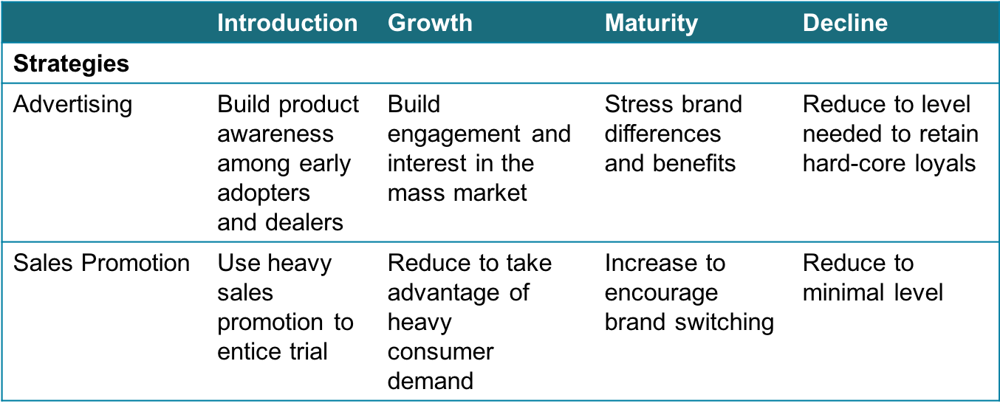 Introduction Growth Maturity Decline
Strategies
Advertising Build product Build Stress brand Reduce to level
awareness engagement and differences needed to retain
among early interest in the and benefits hard-core loyals
adopters mass market
and dealers
Sales Promotion Use heavy Reduce to take Increase to Reduce to
sales advantage of encourage minimal level
promotion to heavy brand switching
entice trial consumer
demand